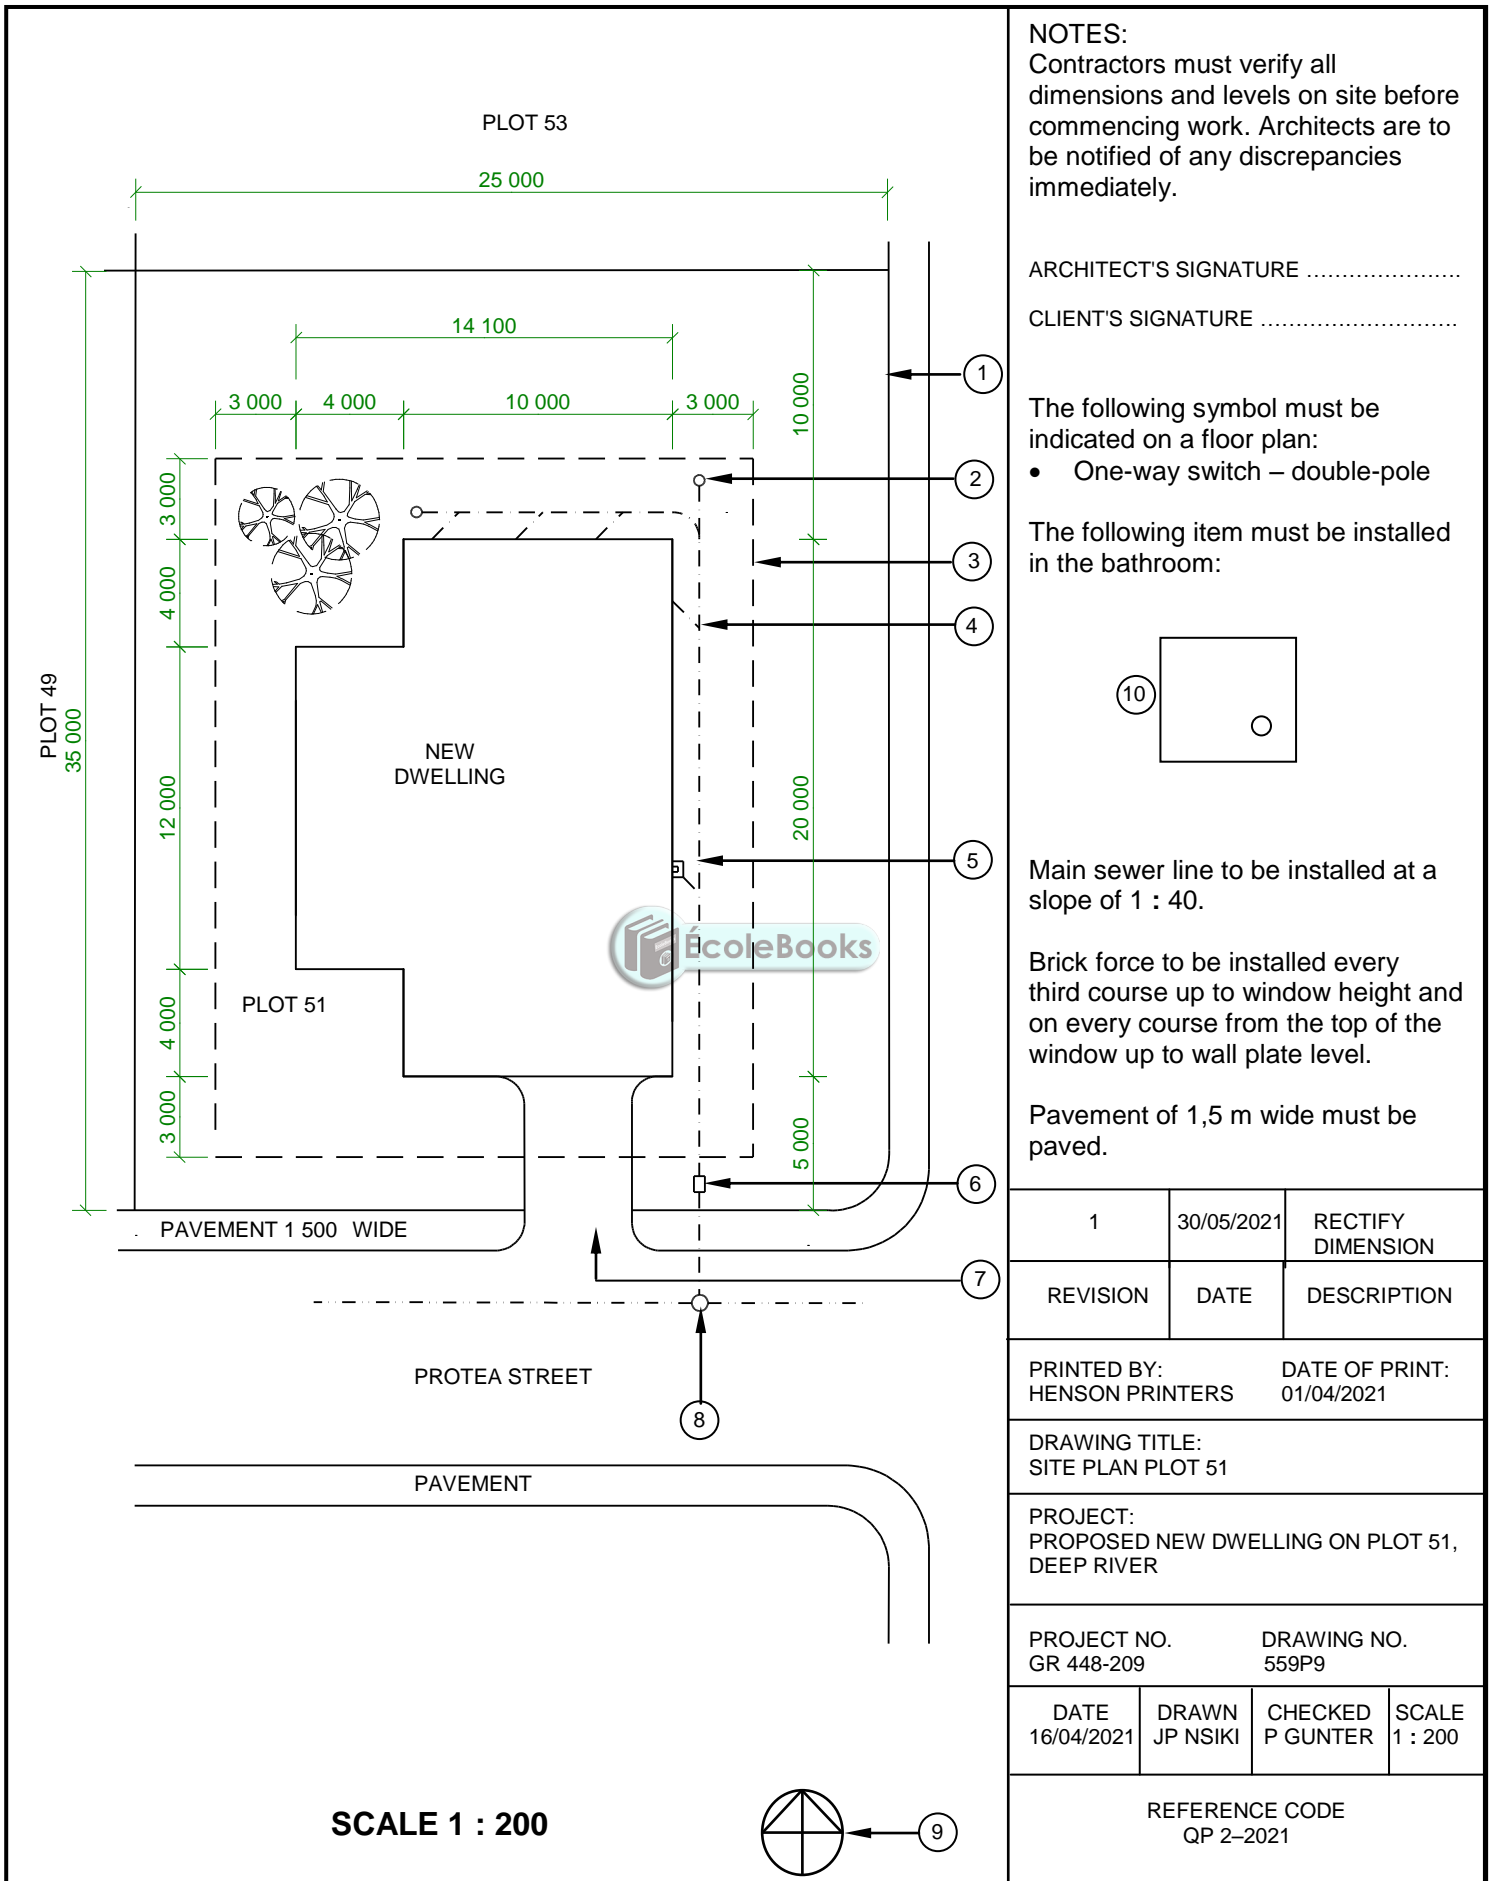 PLOT 53
25 000
14 100
3 000
4 000
10 000
3 000
10 000
3 000
4 000
12 000
4 000
3 000
PLOT 49
35 000
NEW
DWELLING
20 000
5 000
PLOT 51
ÉcoleBooks
PAVEMENT 1 500 WIDE
1
2
3
4
5
6
7
8
PROTEA STREET
PAVEMENT
SCALE 1 : 200
9
NOTES:
Contractors must verify all
dimensions and levels on site before
commencing work. Architects are to
be notified of any discrepancies
immediately.
ARCHITECT'S SIGNATURE ......................
CLIENT'S SIGNATURE ............................
The following symbol must be
indicated on a floor plan:
• One-way switch – double-pole
The following item must be installed
in the bathroom:
10
Main sewer line to be installed at a
slope of 1 : 40.
Brick force to be installed every
third course up to window height and
on every course from the top of the
window up to wall plate level.
Pavement of 1,5 m wide must be
paved.
1 30/05/2021 RECTIFY
DIMENSION
REVISION DATE DESCRIPTION
PRINTED BY: DATE OF PRINT:
HENSON PRINTERS 01/04/2021
DRAWING TITLE:
SITE PLAN PLOT 51
PROJECT:
PROPOSED NEW DWELLING ON PLOT 51,
DEEP RIVER
PROJECT NO. DRAWING NO.
GR 448-209 559P9
DATE DRAWN CHECKED SCALE
16/04/2021 JP NSIKI P GUNTER 1 : 200
REFERENCE CODE
QP 2–2021